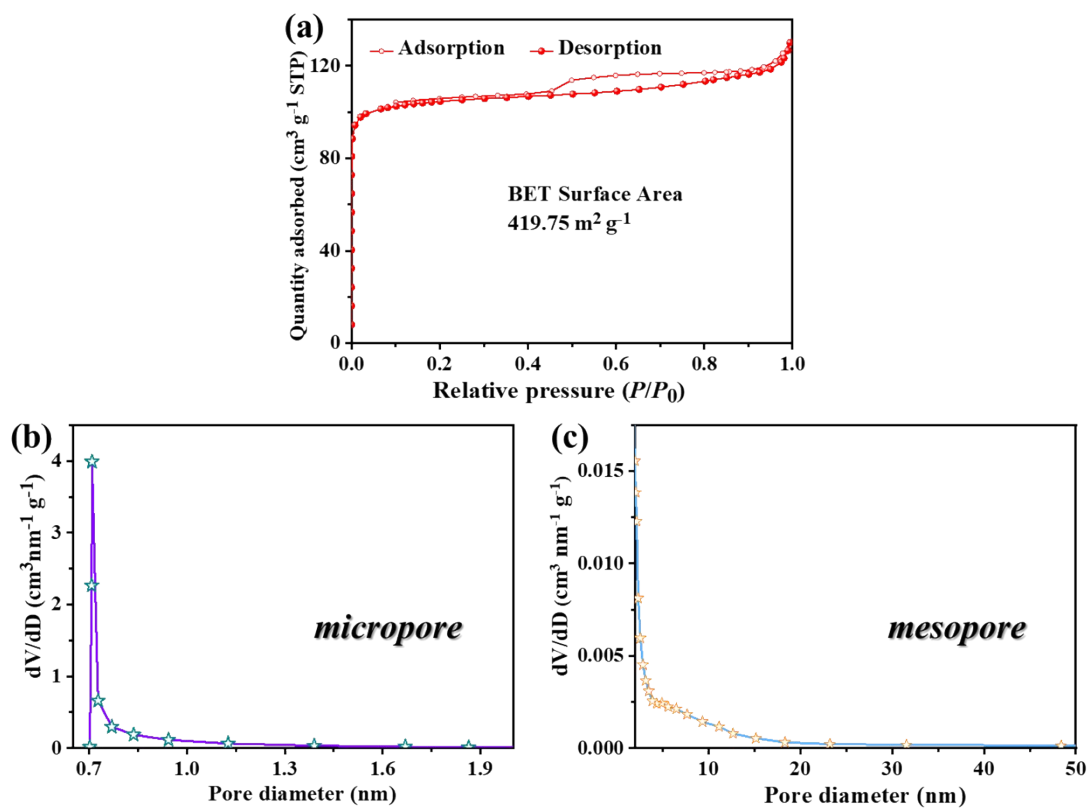 (a)
Adsorption Desorption
120
80
40
0
Quantity adsorbed (cm³ g⁻¹ STP)
BET Surface Area
419.75 m² g⁻¹
0.0 0.2 0.4 0.6 0.8 1.0
Relative pressure (P/P₀)
(b)
4
3
2
1
0
dV/dD (cm³nm⁻¹ g⁻¹)
micropore
0.7 1.0 1.3 1.6 1.9
Pore diameter (nm)
(c)
0.015
0.010
0.005
0.000
dV/dD (cm³ nm⁻¹ g⁻¹)
mesopore
10 20 30 40 50
Pore diameter (nm)